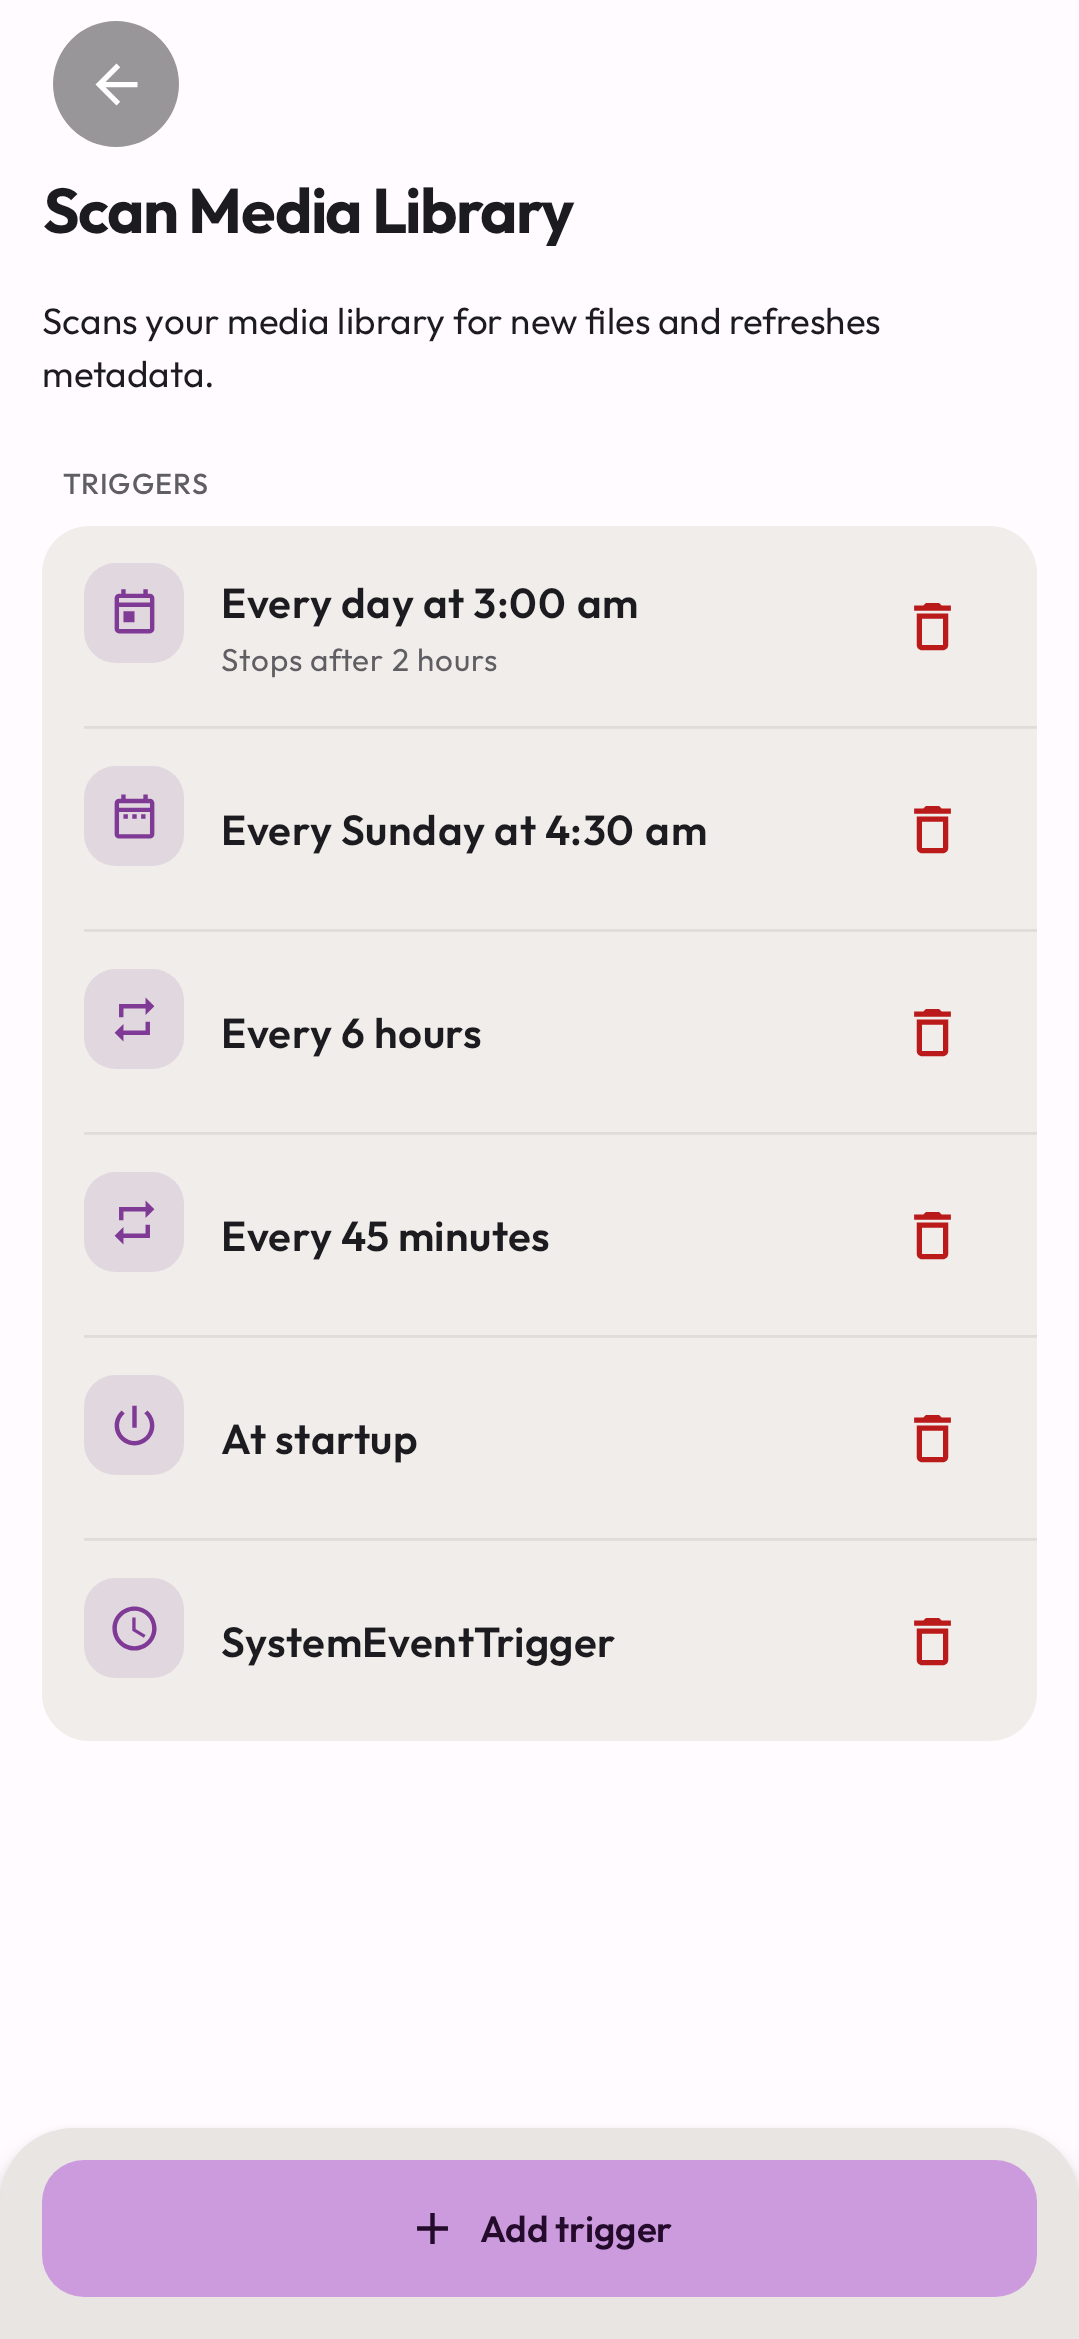 Scan Media Library
Scans your media library for new files and refreshes
metadata.
TRIGGERS
Every day at 3:00 am
Stops after 2 hours
Every Sunday at 4:30 am
Every 6 hours
Every 45 minutes
At startup
SystemEventTrigger
Add trigger